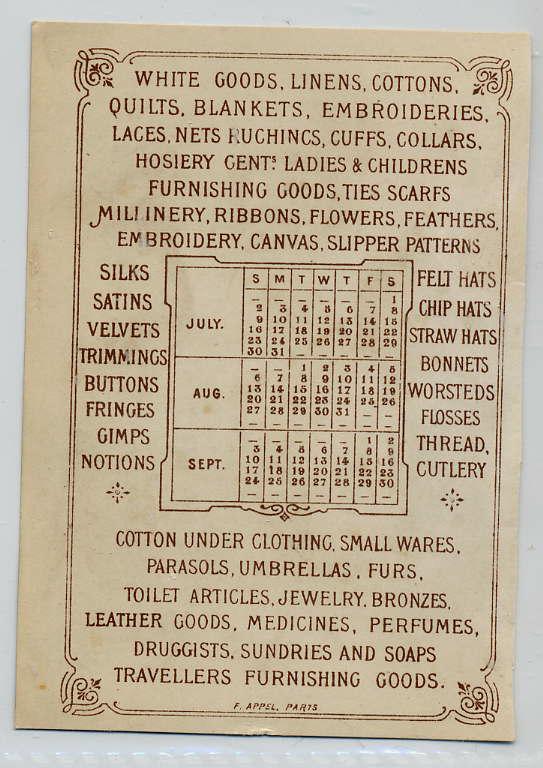 WHITE GOODS, LINENS, COTTONS,
QUILTS, BLANKETS, EMBROIDERIES,
LACES, NETS RUCHINGS, CUFFS, COLLARS,
HOSIERY GENTS. LADIES & CHILDRENS
FURNISHING GOODS, TIES SCARFS
MILLINERY, RIBBONS, FLOWERS, FEATHERS,
EMBROIDERY, CANVAS, SLIPPER PATTERNS
SILKS
SATINS
VELVETS
TRIMMINGS
BUTTONS
FRINGES
GIMPS
NOTIONS
S M T W T F S
JULY.
— — — — — — 1
2 3 4 5 6 7 8
9 10 11 12 13 14 15
16 17 18 19 20 21 22
23 24 25 26 27 28 29
30 31 — — — — —
AUG.
— — 1 2 3 4 5
6 7 8 9 10 11 12
13 14 15 16 17 18 19
20 21 22 23 24 25 26
27 28 29 30 31 — —
— — — — — — —
SEPT.
— — — — — 1 2
3 4 5 6 7 8 9
10 11 12 13 14 15 16
17 18 19 20 21 22 23
24 25 26 27 28 29 30
— — — — — — —
FELT HATS
CHIP HATS
STRAW HATS
BONNETS
WORSTEDS
FLOSSES
THREAD,
CUTLERY
COTTON UNDER CLOTHING, SMALL WARES,
PARASOLS, UMBRELLAS, FURS,
TOILET ARTICLES, JEWELRY, BRONZES,
LEATHER GOODS, MEDICINES, PERFUMES,
DRUGGISTS, SUNDRIES AND SOAPS
TRAVELLERS FURNISHING GOODS.
F. APPEL, PARIS